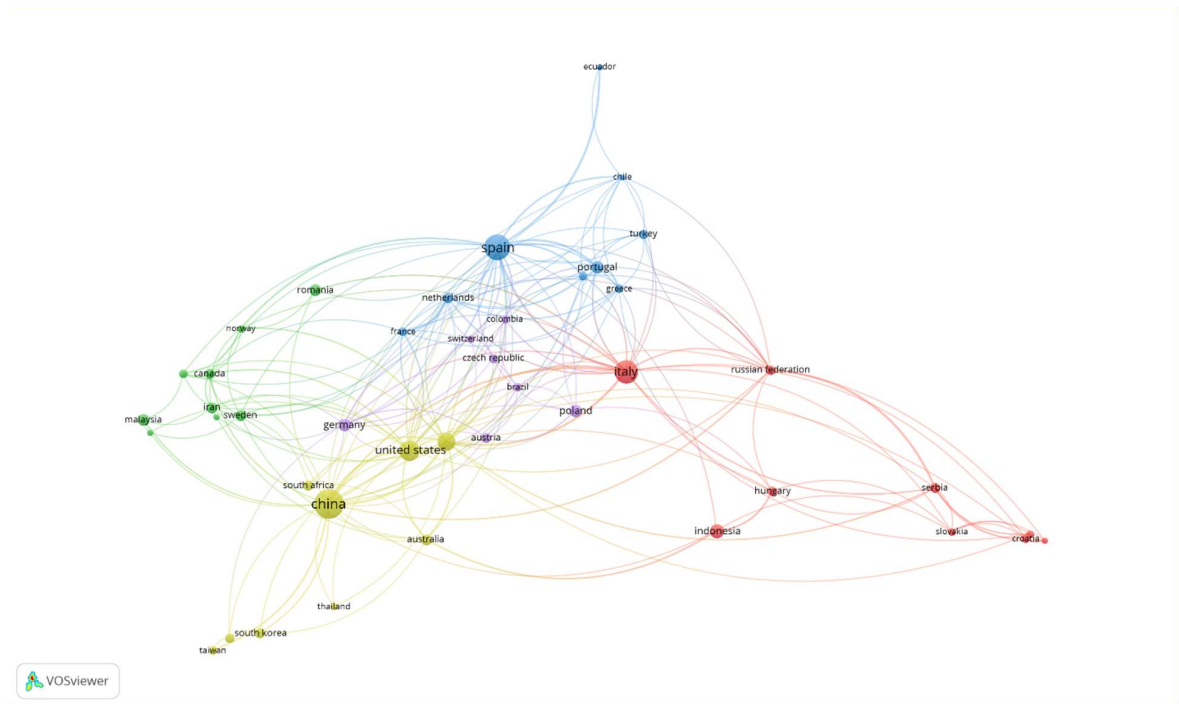 ecuador
chile
turkey
spain
portugal
greece
romania
netherlands
colombia
norway
france
switzerland
czech republic
canada
italy
russian federation
brazil
iran
sweden
malaysia
poland
germany
austria
united states
south africa
hungary
serbia
china
indonesia
slovakia
australia
croatia
thailand
south korea
taiwan
VOSviewer